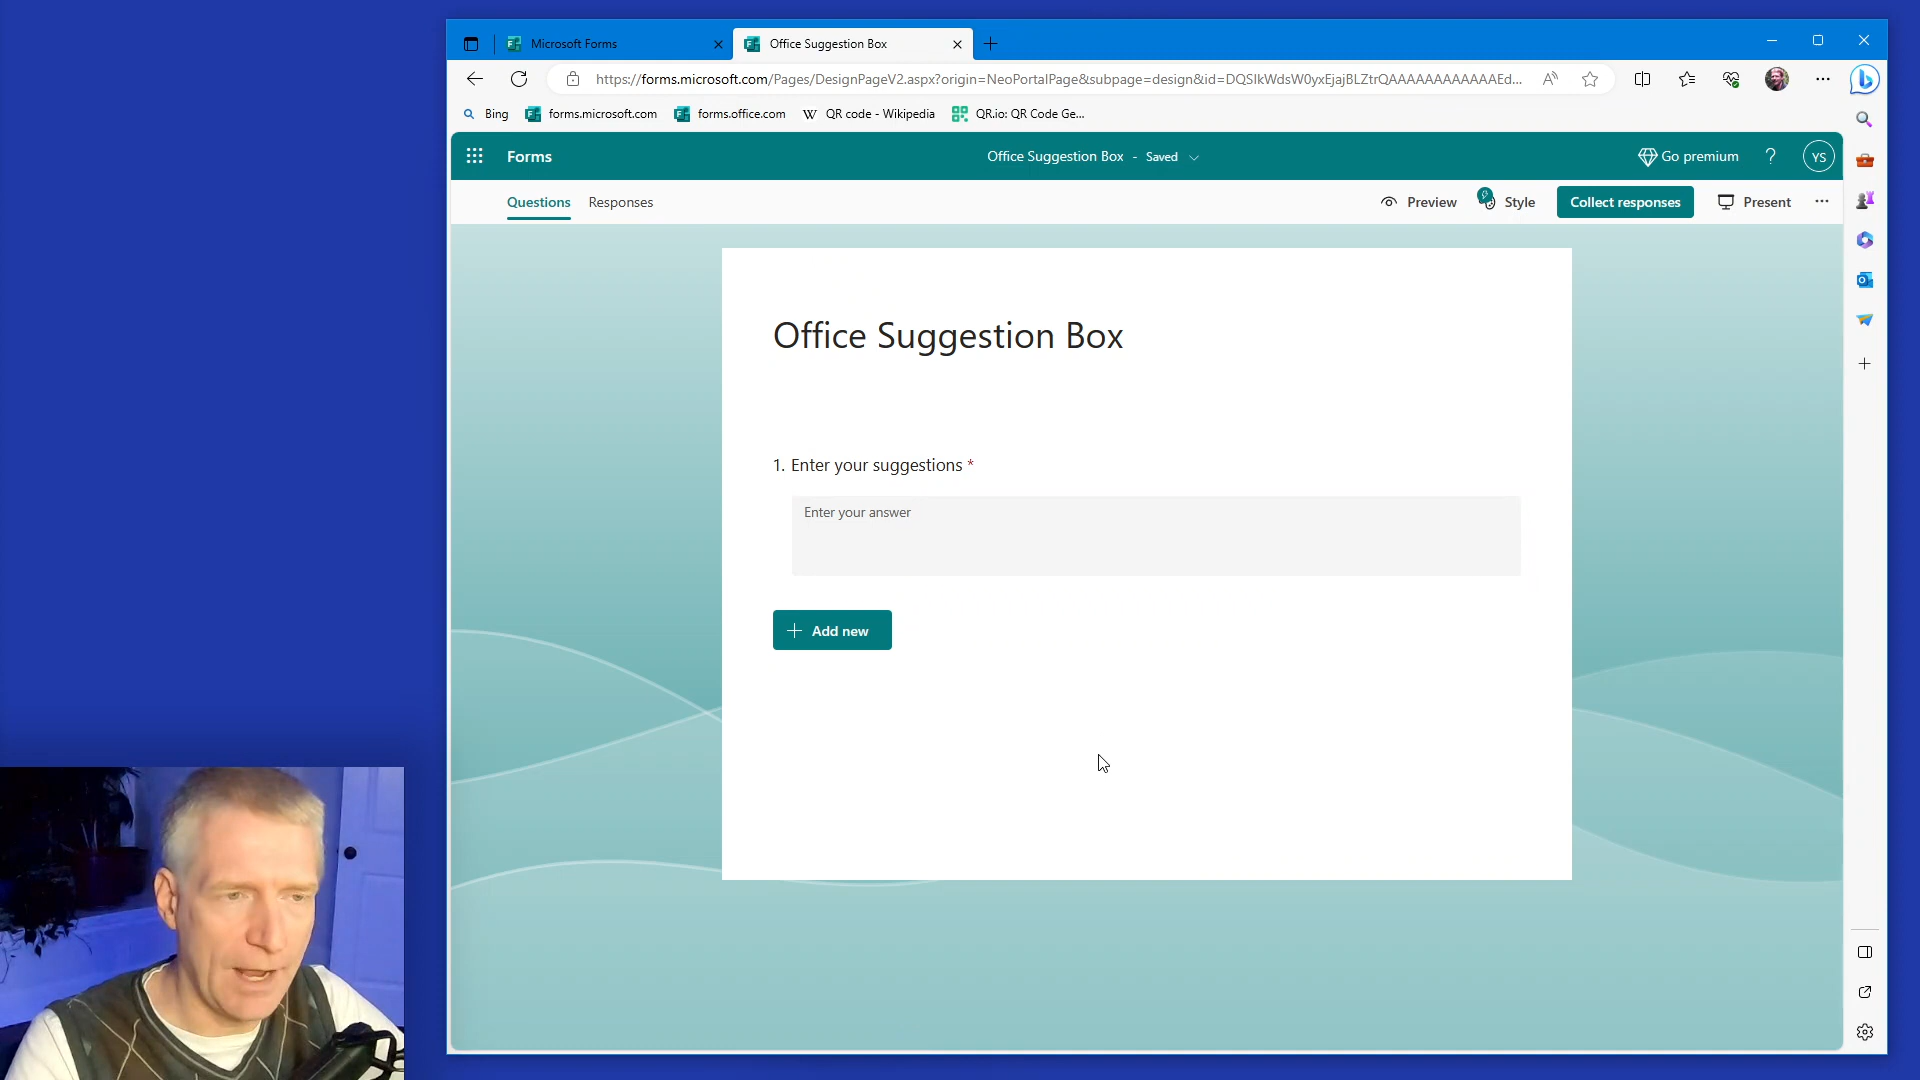 Microsoft Forms
Office Suggestion Box
https://forms.microsoft.com/Pages/DesignPageV2.aspx?origin=NeoPortalPage&subpage=design&id=DQSIkWdsW0yxEjajBLZtrQAAAAAAAAAAAAEd...
Bing
forms.microsoft.com
forms.office.com
W QR code - Wikipedia
QR.io: QR Code Ge...
Forms
Office Suggestion Box - Saved
Go premium
?
YS
Questions
Responses
Preview
Style
Collect responses
Present
Office Suggestion Box
1. Enter your suggestions *
Enter your answer
Add new